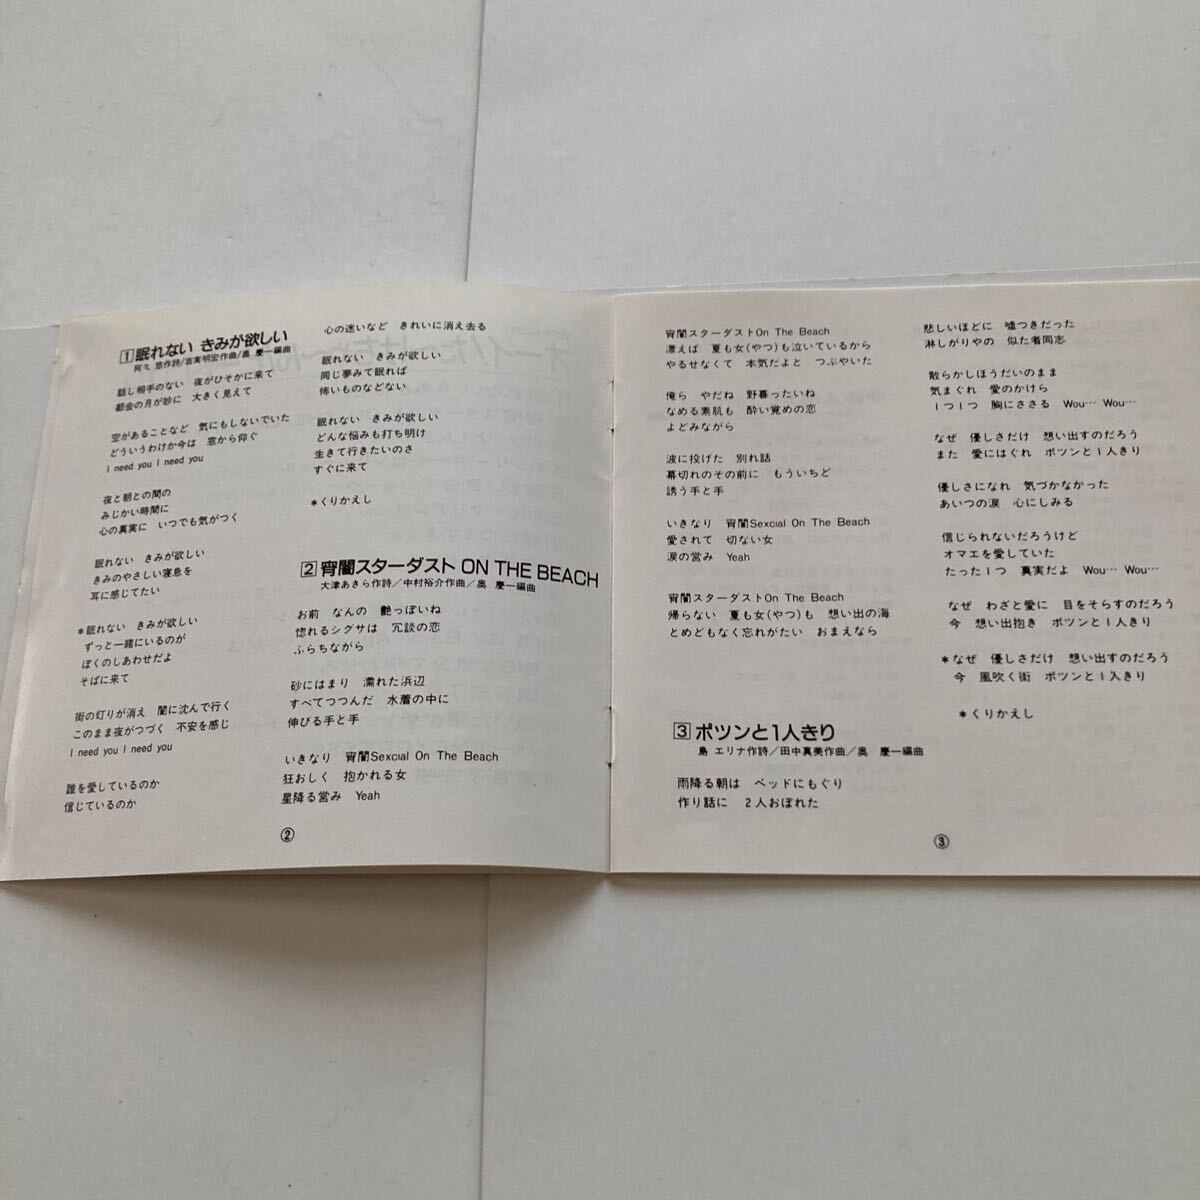 1 眠れない きみが欲しい
阿久 悠作詩/吉実明宏作曲/奥 慶一編曲
話し相手のない 夜がひそかに来て
都会の月が妙に 大きく見えて
空があることなど 気にもしないでいた
どういうわけか今は 窓から仰ぐ
I need you I need you
夜と朝との間の
みじかい時間に
心の真実に いつでも気がつく
眠れない きみが欲しい
きみのやさしい寝息を
耳に感じてたい
*眠れない きみが欲しい
ずっと一緒にいるのが
ぼくのしあわせだよ
そばに来て
街の灯りが消え 闇に沈んで行く
このまま夜がつづく 不安を感じ
I need you I need you
誰を愛しているのか
信じているのか
心の迷いなど きれいに消え去る
眠れない きみが欲しい
同じ夢みて眠れば
怖いものなどない
眠れない きみが欲しい
どんな悩みも打ち明け
生きて行きたいのさ
すぐに来て
*くりかえし
2 宵闇スターダスト ON THE BEACH
大津あきら作詩/中村裕介作曲/奥 慶一編曲
お前 なんの 艶っぽいね
惚れるシグサは 冗談の恋
ふらちながら
砂にはまり 濡れた浜辺
すべてつつんだ 水着の中に
伸びる手と手
いきなり 宵闇Sexcial On The Beach
狂おしく 抱かれる女
星降る営み Yeah
②
宵闇スターダストOn The Beach
漂えば 夏も女(やつ)も泣いているから
やるせなくて 本気だよと つぶやいた
俺ら やだね 野暮ったいね
なめる素肌も 酔い覚めの恋
よどみながら
波に投げた 別れ話
幕切れのその前に もういちど
誘う手と手
いきなり 宵闇Sexcial On The Beach
愛されて 切ない女
涙の営み Yeah
宵闇スターダストOn The Beach
帰らない 夏も女(やつ)も 想い出の海
とめどもなく忘れがたい おまえなら
3 ポツンと1人きり
島 エリナ作詩/田中真美作曲/奥 慶一編曲
雨降る朝は ベッドにもぐり
作り話に 2人おぼれた
悲しいほどに 嘘つきだった
淋しがりやの 似た者同志
散らかしほうだいのまま
気まぐれ 愛のかけら
1つ1つ 胸にささる Wou… Wou…
なぜ 優しさだけ 想い出すのだろう
また 愛にはぐれ ポツンと1人きり
優しさになれ 気づかなかった
あいつの涙 心にしみる
信じられないだろうけど
オマエを愛していた
たった1つ 真実だよ Wou… Wou…
なぜ わざと愛に 目をそらすのだろう
今 想い出抱き ポツンと1人きり
*なぜ 優しさだけ 想い出すのだろう
今 風吹く街 ポツンと1人きり
*くりかえし
③